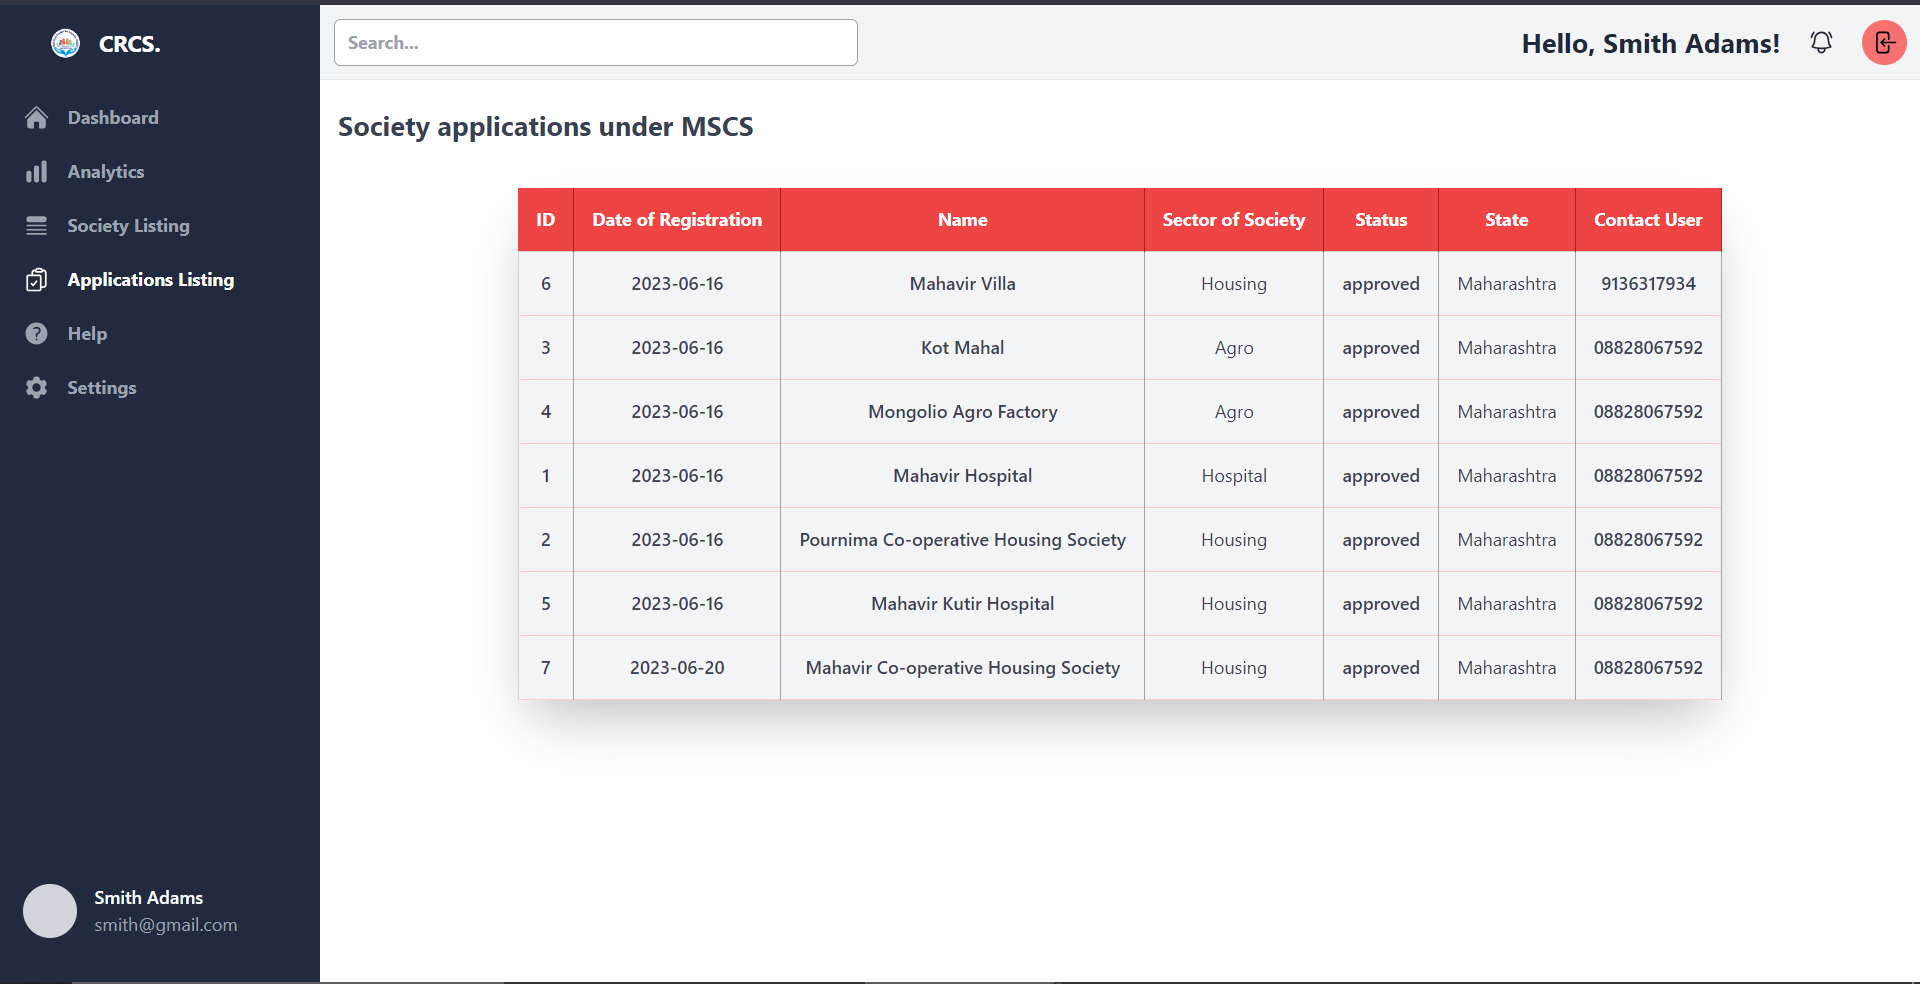 CRCS.
Dashboard
Analytics
Society Listing
Applications Listing
Help
Settings
Smith Adams
smith@gmail.com
Search...
Hello, Smith Adams!
Society applications under MSCS
ID Date of Registration Name Sector of Society Status State Contact User
6 2023-06-16 Mahavir Villa Housing approved Maharashtra 9136317934
3 2023-06-16 Kot Mahal Agro approved Maharashtra 08828067592
4 2023-06-16 Mongolio Agro Factory Agro approved Maharashtra 08828067592
1 2023-06-16 Mahavir Hospital Hospital approved Maharashtra 08828067592
2 2023-06-16 Pournima Co-operative Housing Society Housing approved Maharashtra 08828067592
5 2023-06-16 Mahavir Kutir Hospital Housing approved Maharashtra 08828067592
7 2023-06-20 Mahavir Co-operative Housing Society Housing approved Maharashtra 08828067592